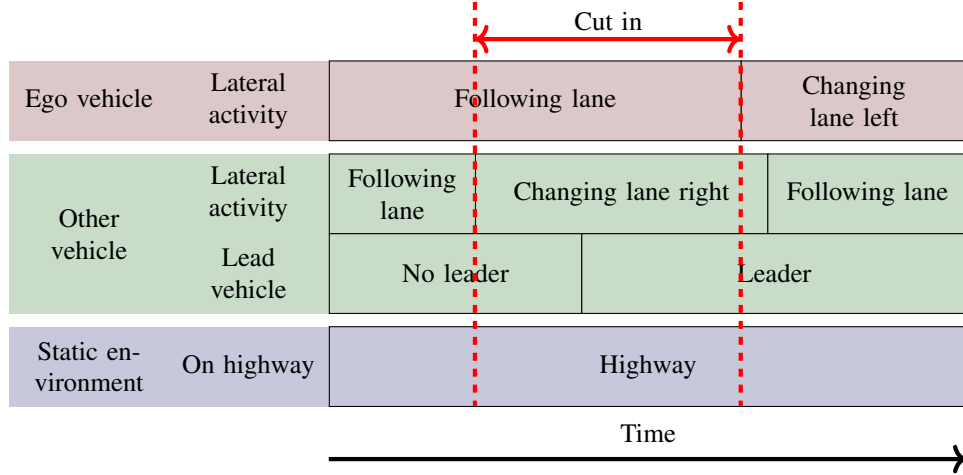 Cut in
Ego vehicle
Lateral
activity
Following lane
Changing
lane left
Other
vehicle
Lateral
activity
Following
lane
Changing lane right
Following lane
Lead
vehicle
No leader
Leader
Static en-
vironment
On highway
Highway
Time